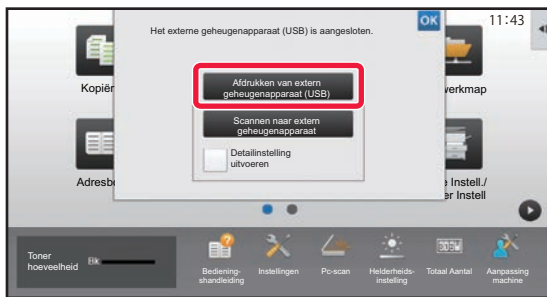 Het externe geheugenapparaat (USB) is aangesloten.
OK
11:43
Afdrukken van extern
geheugenapparaat (USB)
Scannen naar extern
geheugenapparaat
Detailinstelling
uitvoeren
Kopiër
erkmap
Adresb
e Instell./
er Instell
Toner
hoeveelheid
Bk
Bediening-
shandleiding
Instellingen
Pc-scan
Helderheids-
instelling
Totaal Aantal
Aanpassing
machine